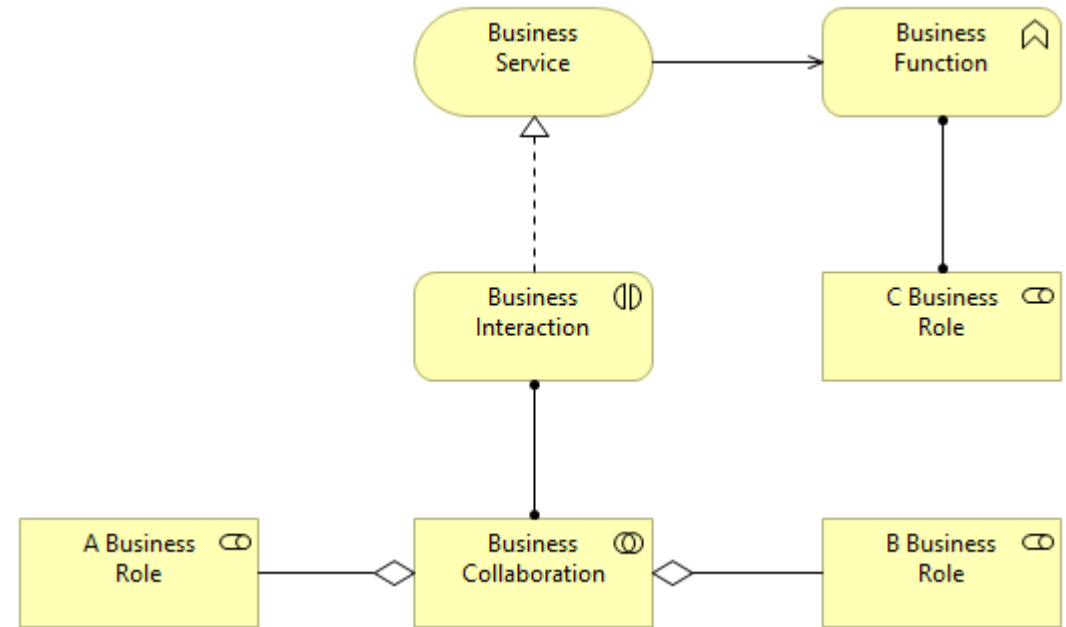 Business
Service
Business
Function
Business
Interaction
C Business
Role
A Business
Role
Business
Collaboration
B Business
Role